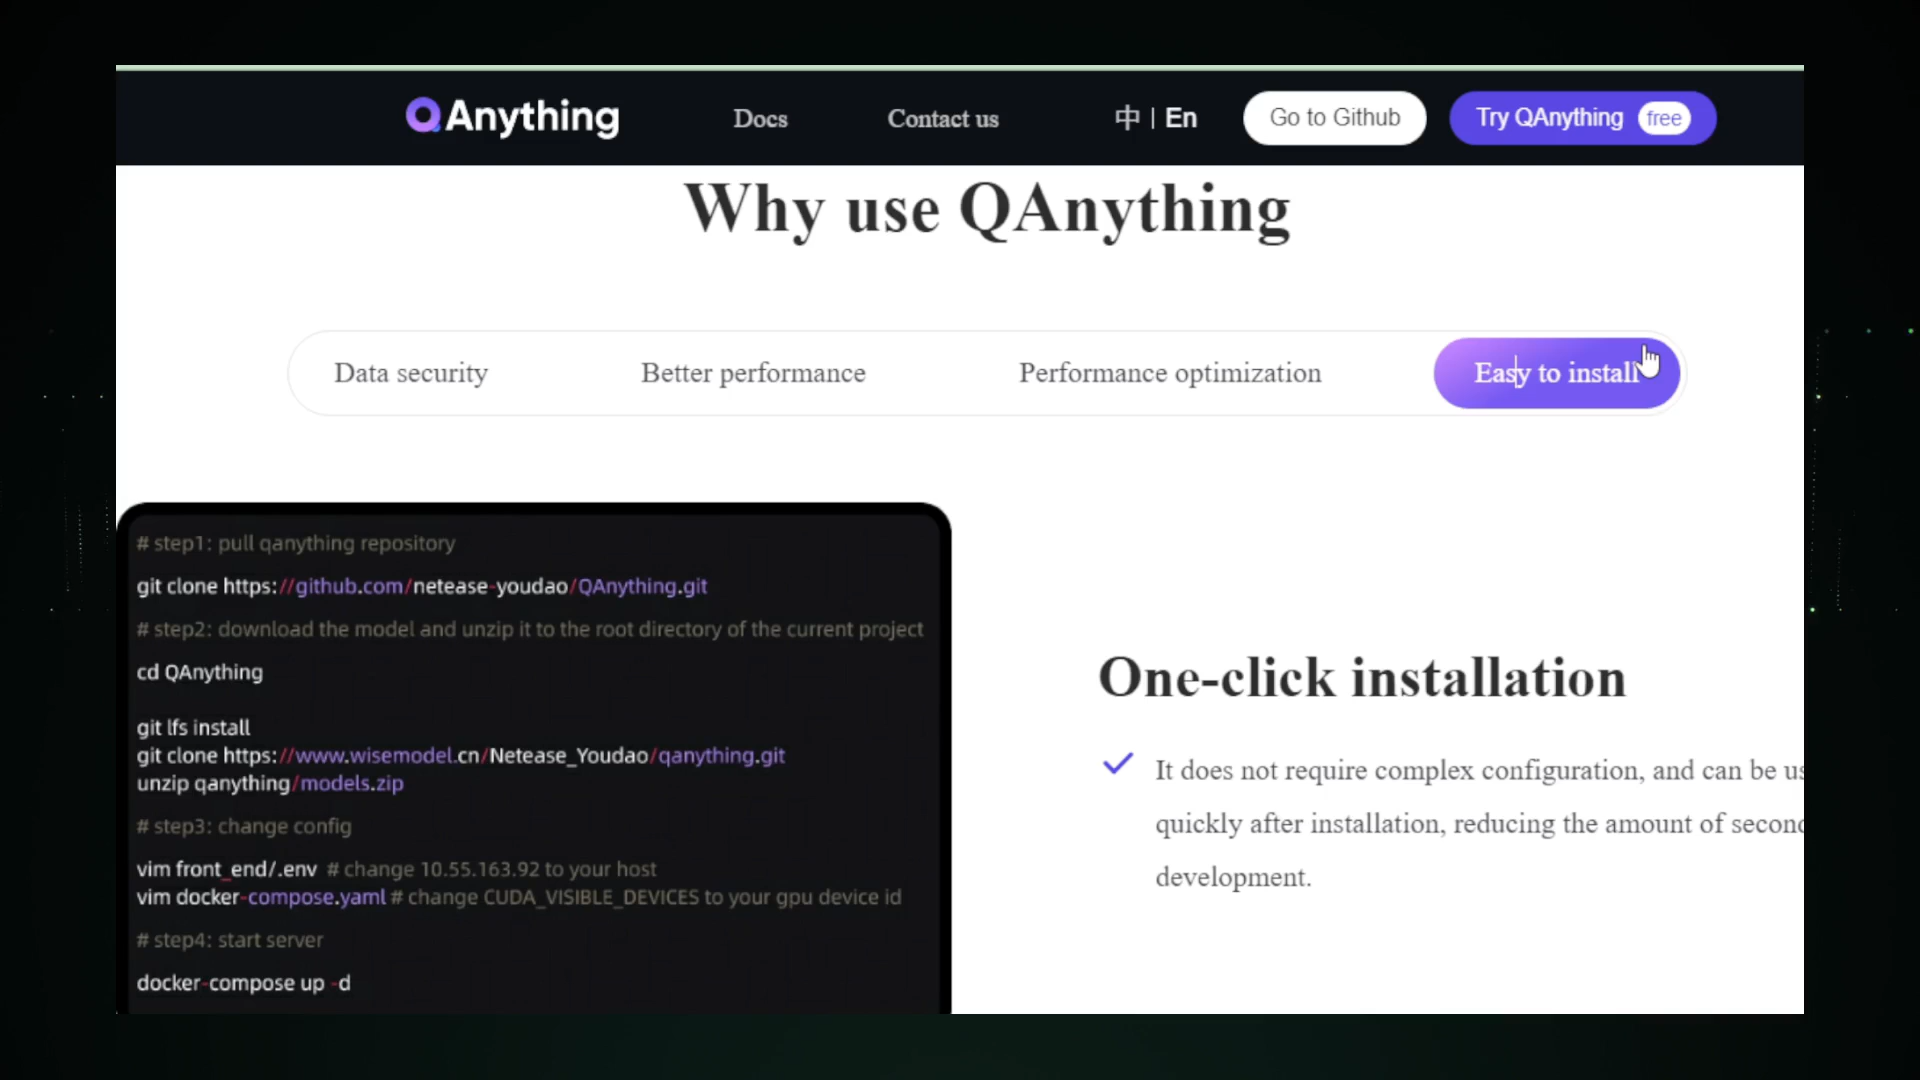 QAnything
Docs
Contact us
中 | En
Go to Github
Try QAnything free
Why use QAnything
Data security
Better performance
Performance optimization
Easy to install
# step1: pull qanything repository
git clone https://github.com/netease-youdao/QAnything.git
# step2: download the model and unzip it to the root directory of the current project
cd QAnything
git lfs install
git clone https://www.wisemodel.cn/Netease_Youdao/qanything.git
unzip qanything/models.zip
# step3: change config
vim front_end/.env # change 10.55.163.92 to your host
vim docker-compose.yaml # change CUDA_VISIBLE_DEVICES to your gpu device id
# step4: start server
docker-compose up -d
One-click installation
It does not require complex configuration, and can be
quickly after installation, reducing the amount of
development.